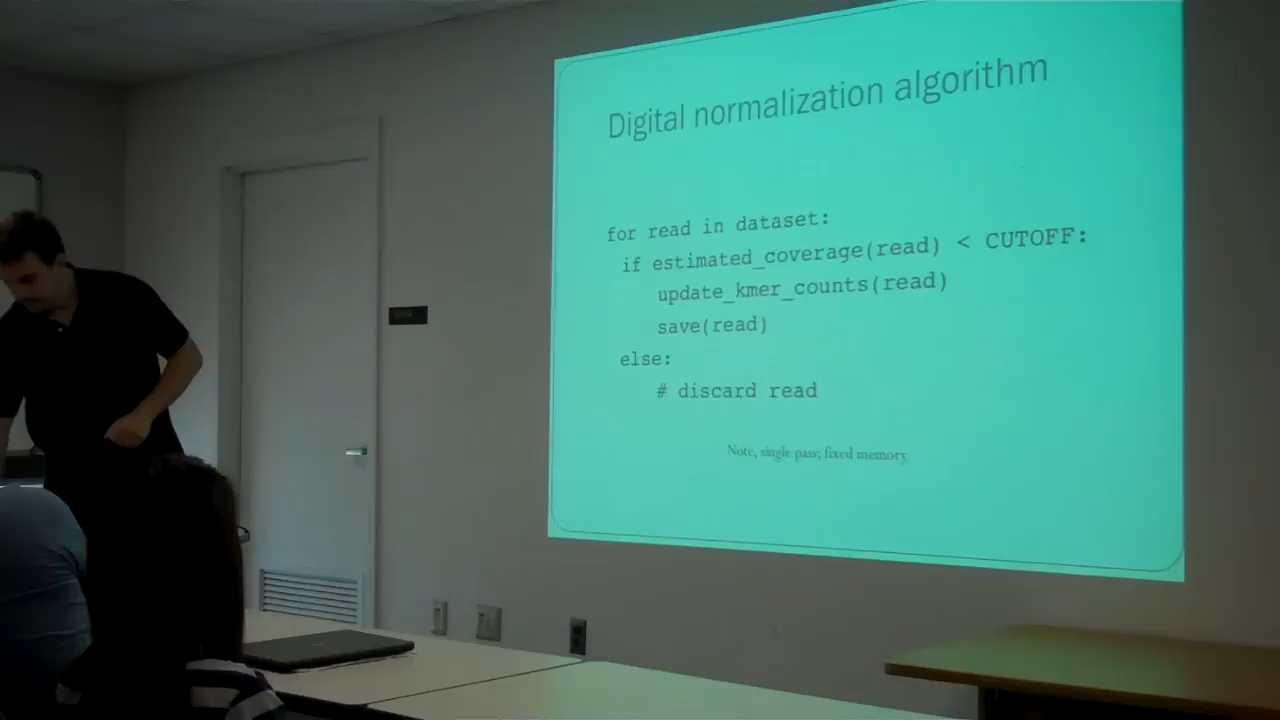 Digital normalization algorithm
for read in dataset:
if estimated_coverage(read) < CUTOFF:
update_kmer_counts(read)
save(read)
else:
# discard read
Note, single pass; fixed memory.